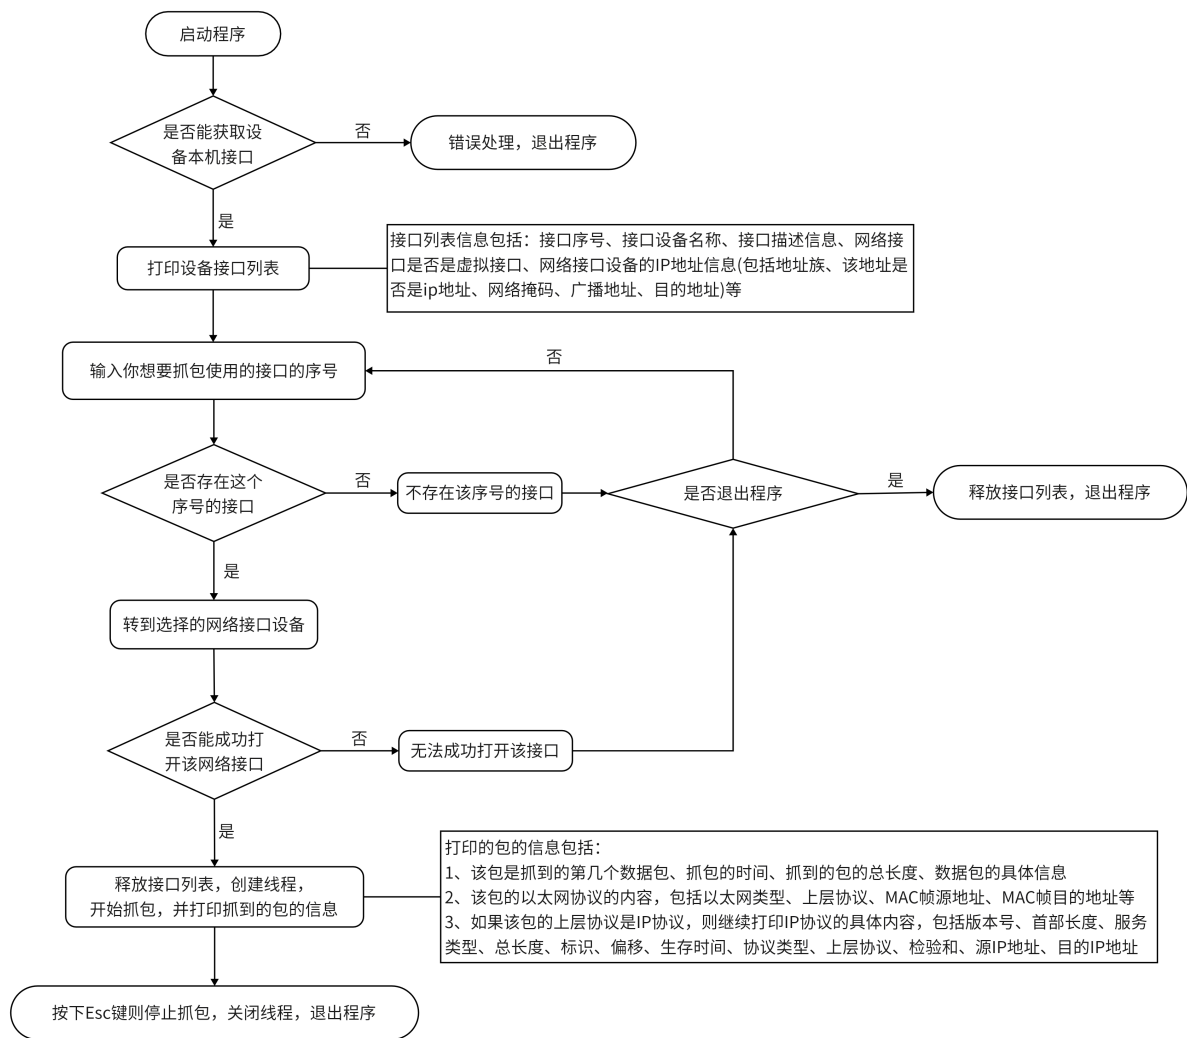 启动程序
是否能获取设
备本机接口
否
错误处理，退出程序
是
打印设备接口列表
接口列表信息包括：接口序号、接口设备名称、接口描述信息、网络接
口是否是虚拟接口、网络接口设备的IP地址信息(包括地址族、该地址是
否是ip地址、网络掩码、广播地址、目的地址)等
否
输入你想要抓包使用的接口的序号
是否存在这个
序号的接口
否
不存在该序号的接口
是否退出程序
是
释放接口列表，退出程序
是
转到选择的网络接口设备
是否能成功打
开该网络接口
否
无法成功打开该接口
是
释放接口列表，创建线程，
开始抓包，并打印抓到的包的信息
打印的包的信息包括：
1、该包是抓到的第几个数据包、抓包的时间、抓到的包的总长度、数据包的具体信息
2、该包的以太网协议的内容，包括以太网类型、上层协议、MAC帧源地址、MAC帧目的地址等
3、如果该包的上层协议是IP协议，则继续打印IP协议的具体内容，包括版本号、首部长度、服务
类型、总长度、标识、偏移、生存时间、协议类型、上层协议、检验和、源IP地址、目的IP地址
按下Esc键则停止抓包，关闭线程，退出程序